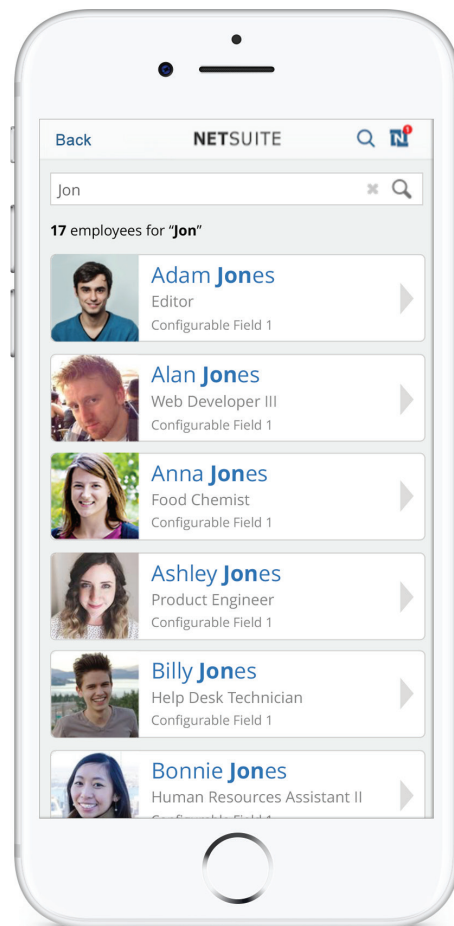 Back NETSUITE N 1
Jon
17 employees for “Jon”
Adam Jones
Editor
Configurable Field 1
Alan Jones
Web Developer III
Configurable Field 1
Anna Jones
Food Chemist
Configurable Field 1
Ashley Jones
Product Engineer
Configurable Field 1
Billy Jones
Help Desk Technician
Configurable Field 1
Bonnie Jones
Human Resources Assistant II